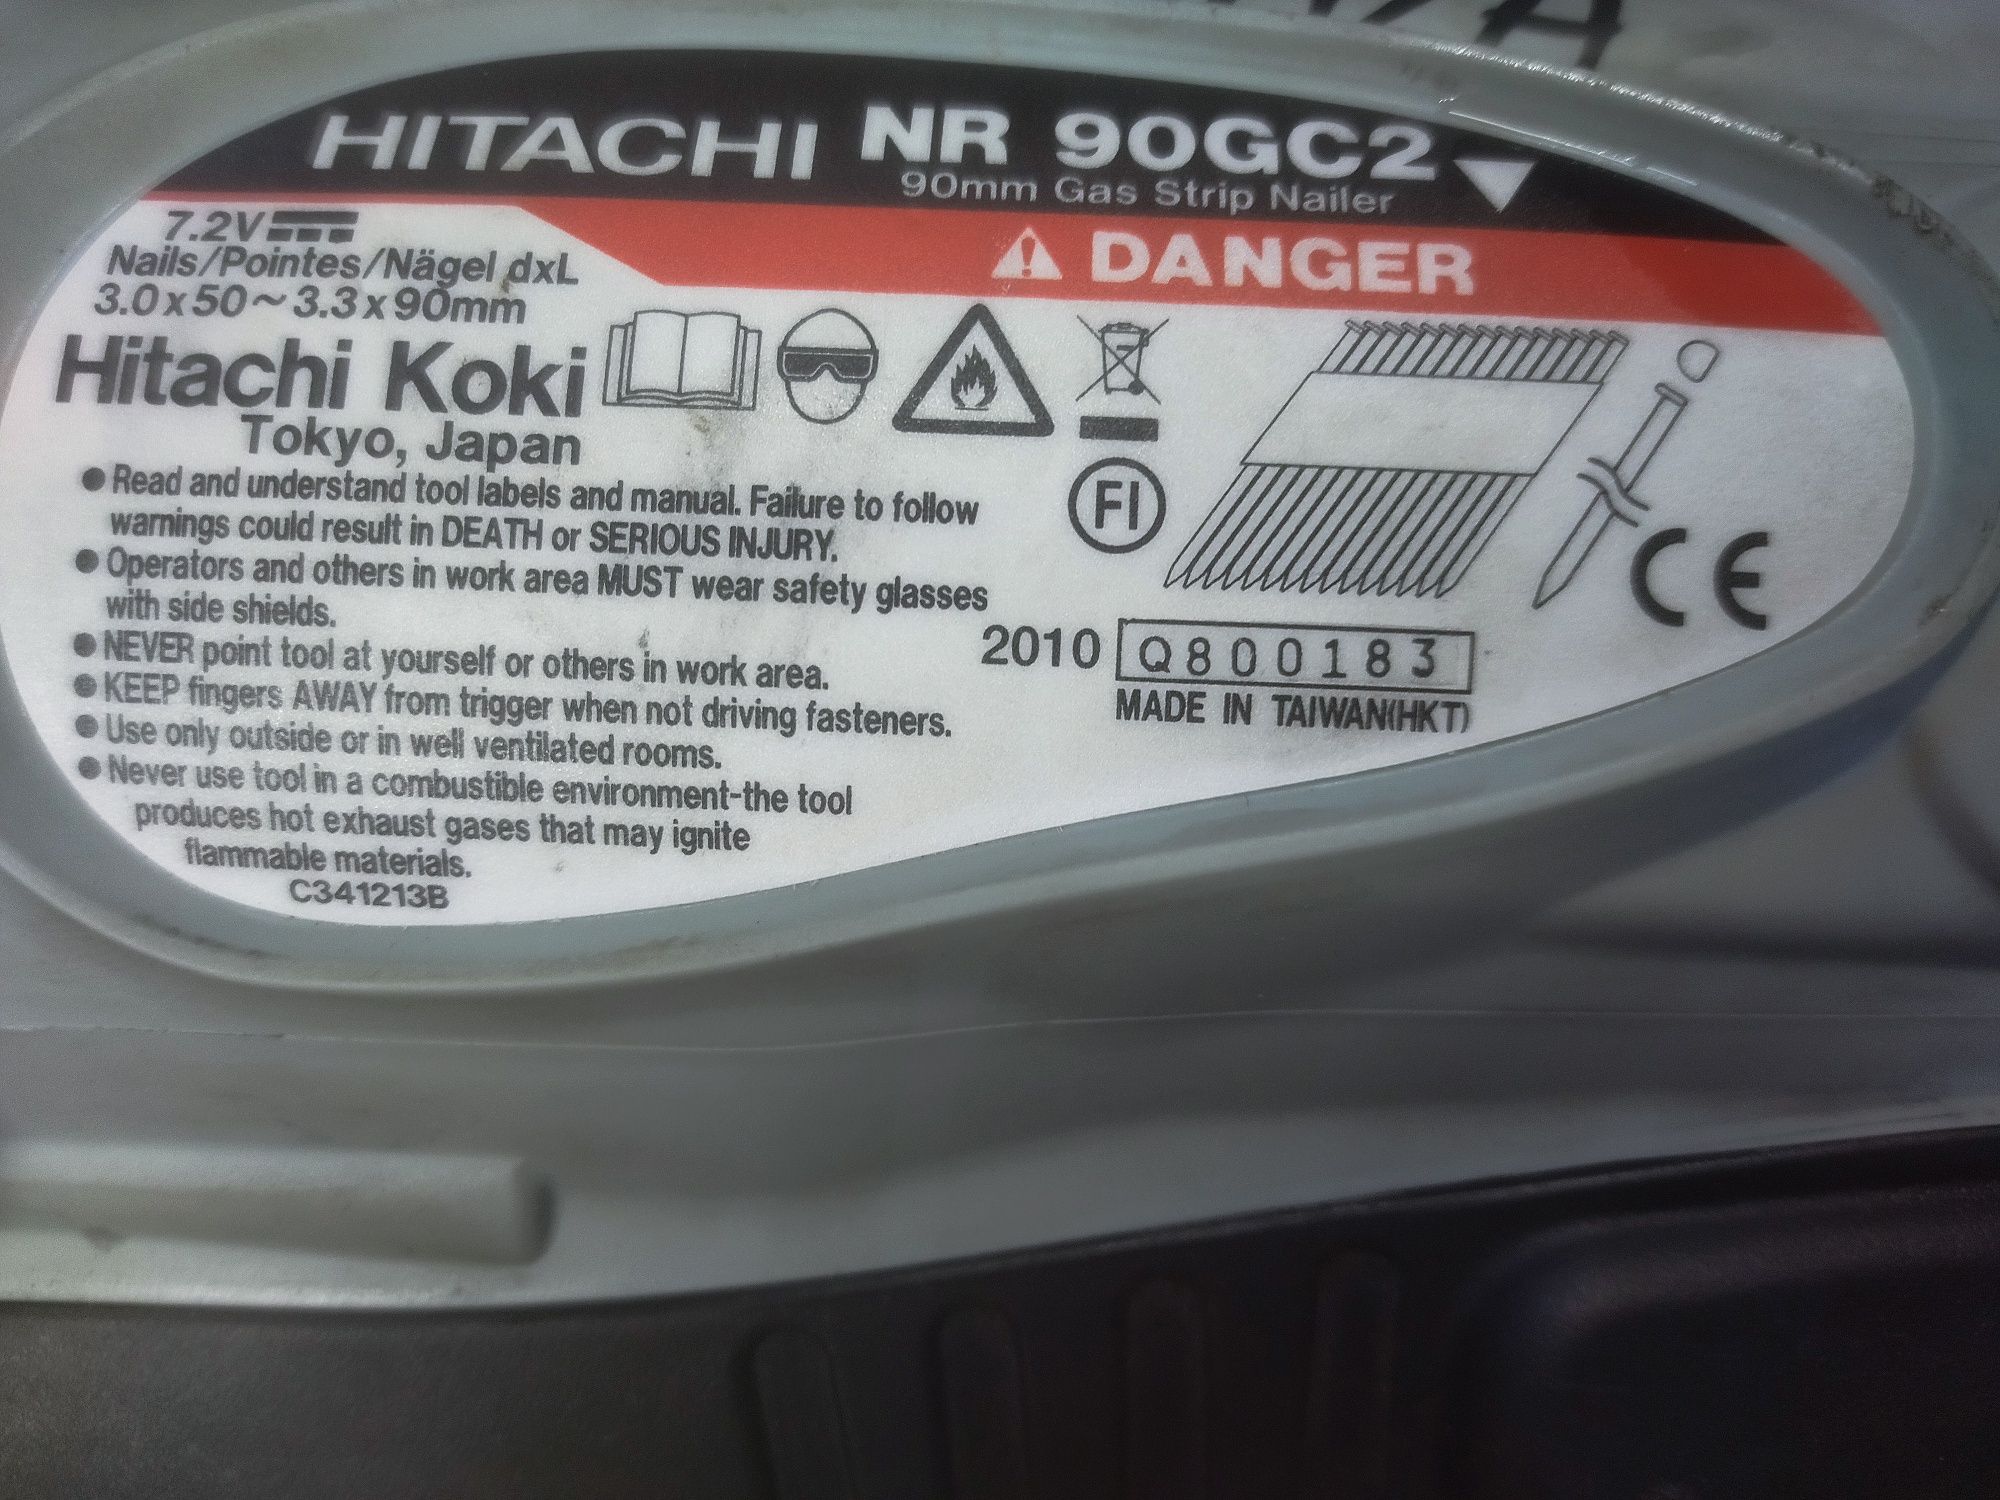 HITACHI NR 90GC2
90mm Gas Strip Nailer
DANGER
7.2V
Nails/Pointes/Nägel dxL
3.0x50~3.3x90mm
Hitachi Koki
Tokyo, Japan
● Read and understand tool labels and manual. Failure to follow
warnings could result in DEATH or SERIOUS INJURY.
● Operators and others in work area MUST wear safety glasses
with side shields.
● NEVER point tool at yourself or others in work area.
● KEEP fingers AWAY from trigger when not driving fasteners.
● Use only outside or in well ventilated rooms.
● Never use tool in a combustible environment-the tool
produces hot exhaust gases that may ignite
flammable materials.
C341213B
FI
CE
2010 Q800183
MADE IN TAIWAN(HKT)